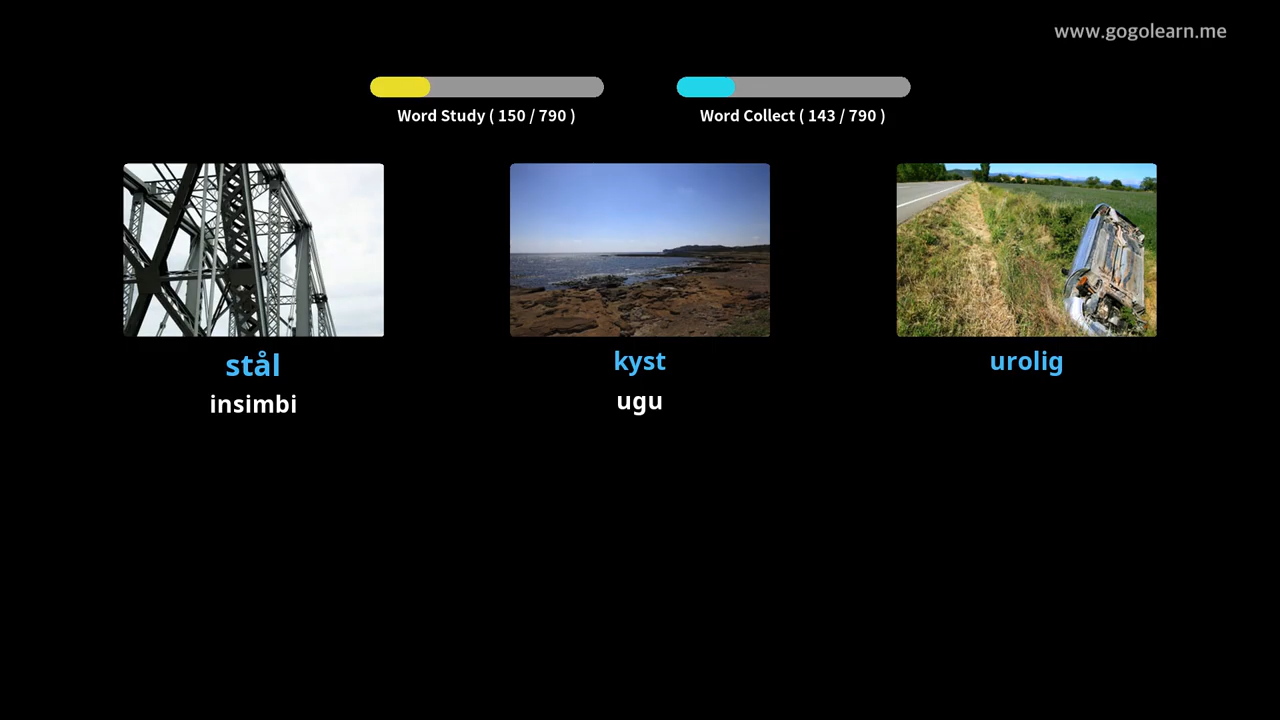 www.gogolearn.me
Word Study ( 150 / 790 )
Word Collect ( 143 / 790 )
stål
kyst
urolig
insimbi
ugu